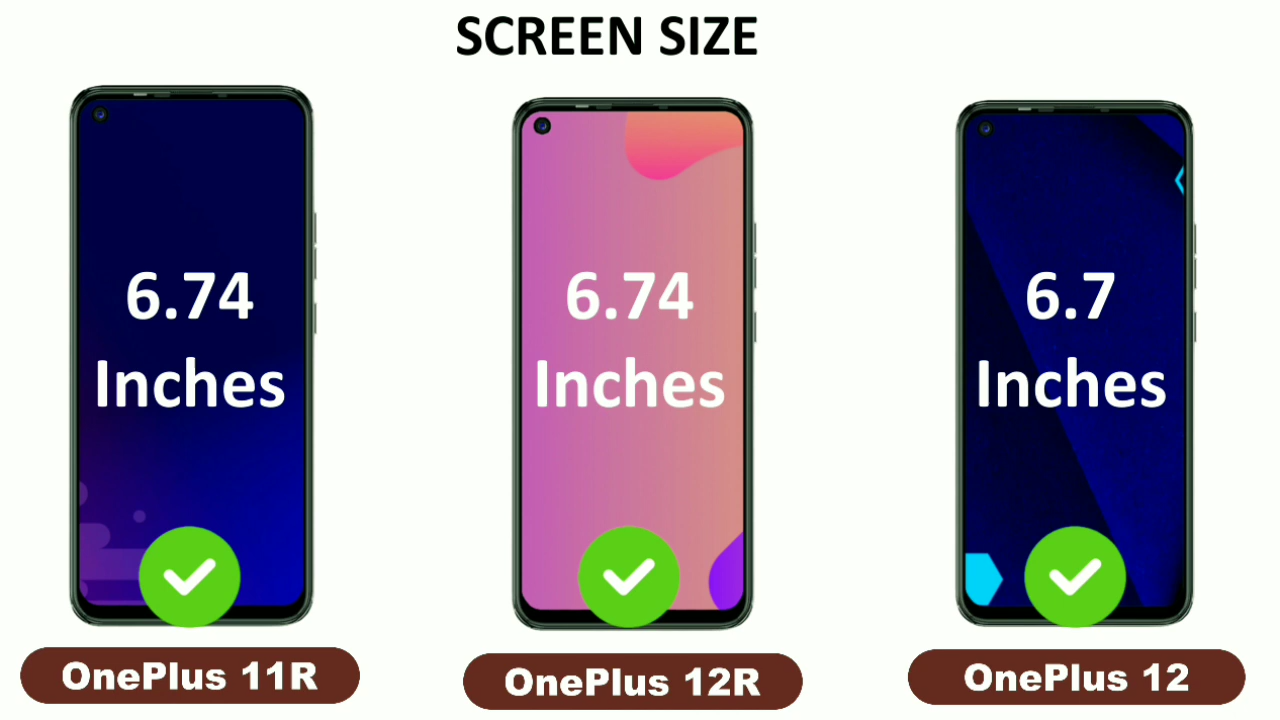 SCREEN SIZE
6.74
Inches
OnePlus 11R
6.74
Inches
OnePlus 12R
6.7
Inches
OnePlus 12